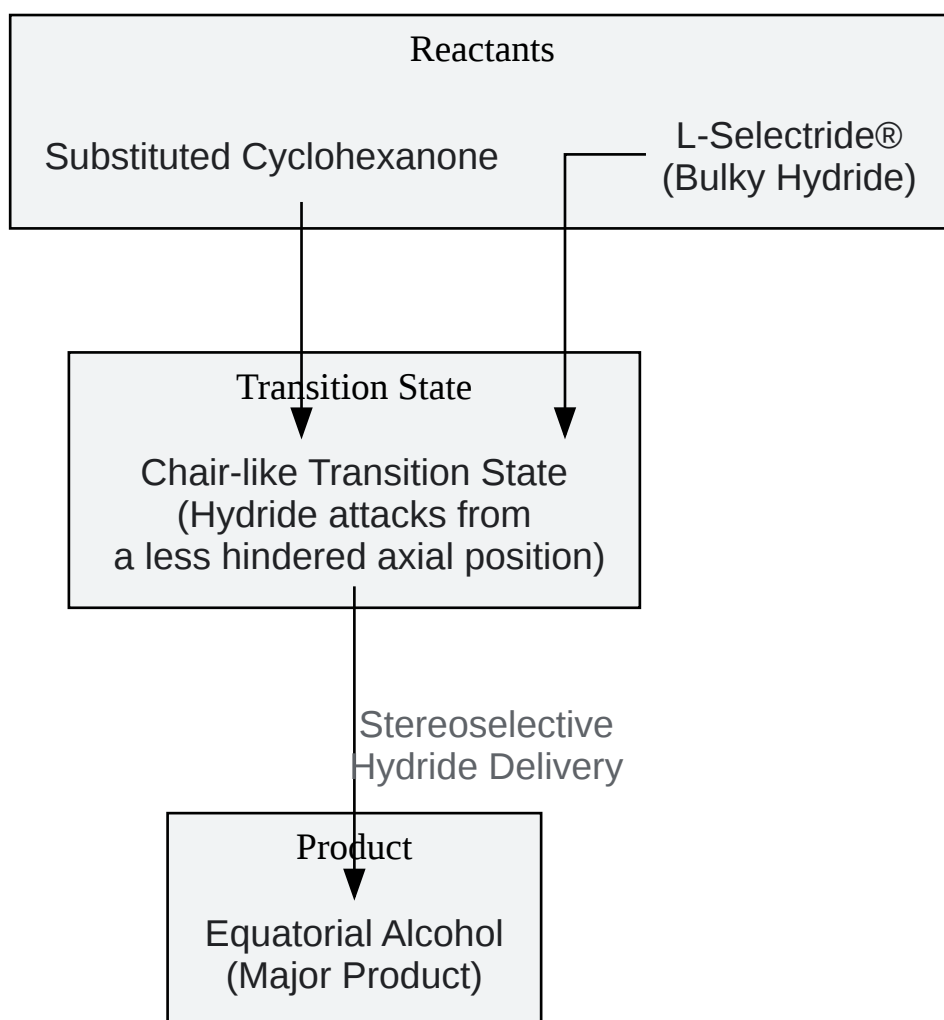 Reactants
Substituted Cyclohexanone
L-Selectride®
(Bulky Hydride)
Transition State
Chair-like Transition State
(Hydride attacks from
a less hindered axial position)
Stereoselective
Hydride Delivery
Product
Equatorial Alcohol
(Major Product)